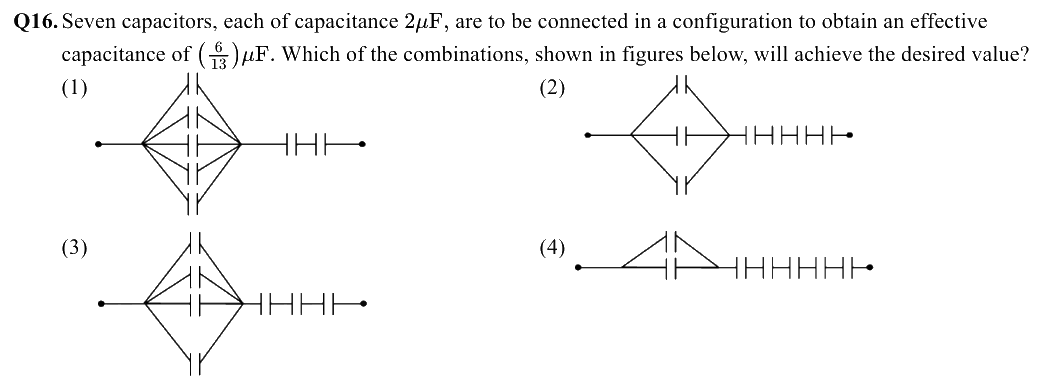 Q16. Seven capacitors, each of capacitance 2μF, are to be connected in a configuration to obtain an effective
capacitance of (6/13)μF. Which of the combinations, shown in figures below, will achieve the desired value?
(1) (2)
(3) (4)